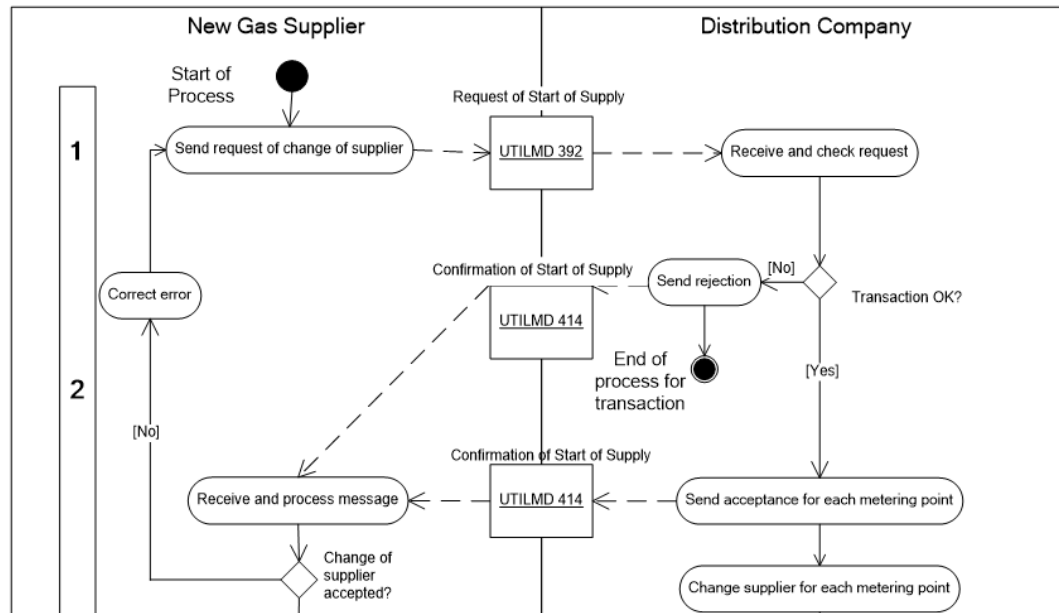 New Gas Supplier
Distribution Company
Start of
Process
Request of Start of Supply
1
Send request of change of supplier
UTILMD 392
Receive and check request
Confirmation of Start of Supply
[No]
Correct error
Send rejection
Transaction OK?
UTILMD 414
End of
process for
transaction
[Yes]
2
[No]
Confirmation of Start of Supply
Receive and process message
UTILMD 414
Send acceptance for each metering point
Change of
supplier
accepted?
Change supplier for each metering point